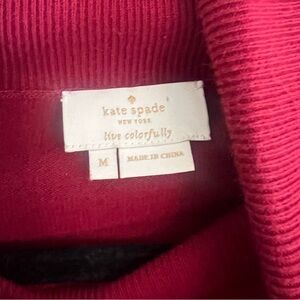 kate spade
NEW YORK
live colorfully
M
MADE IN CHINA